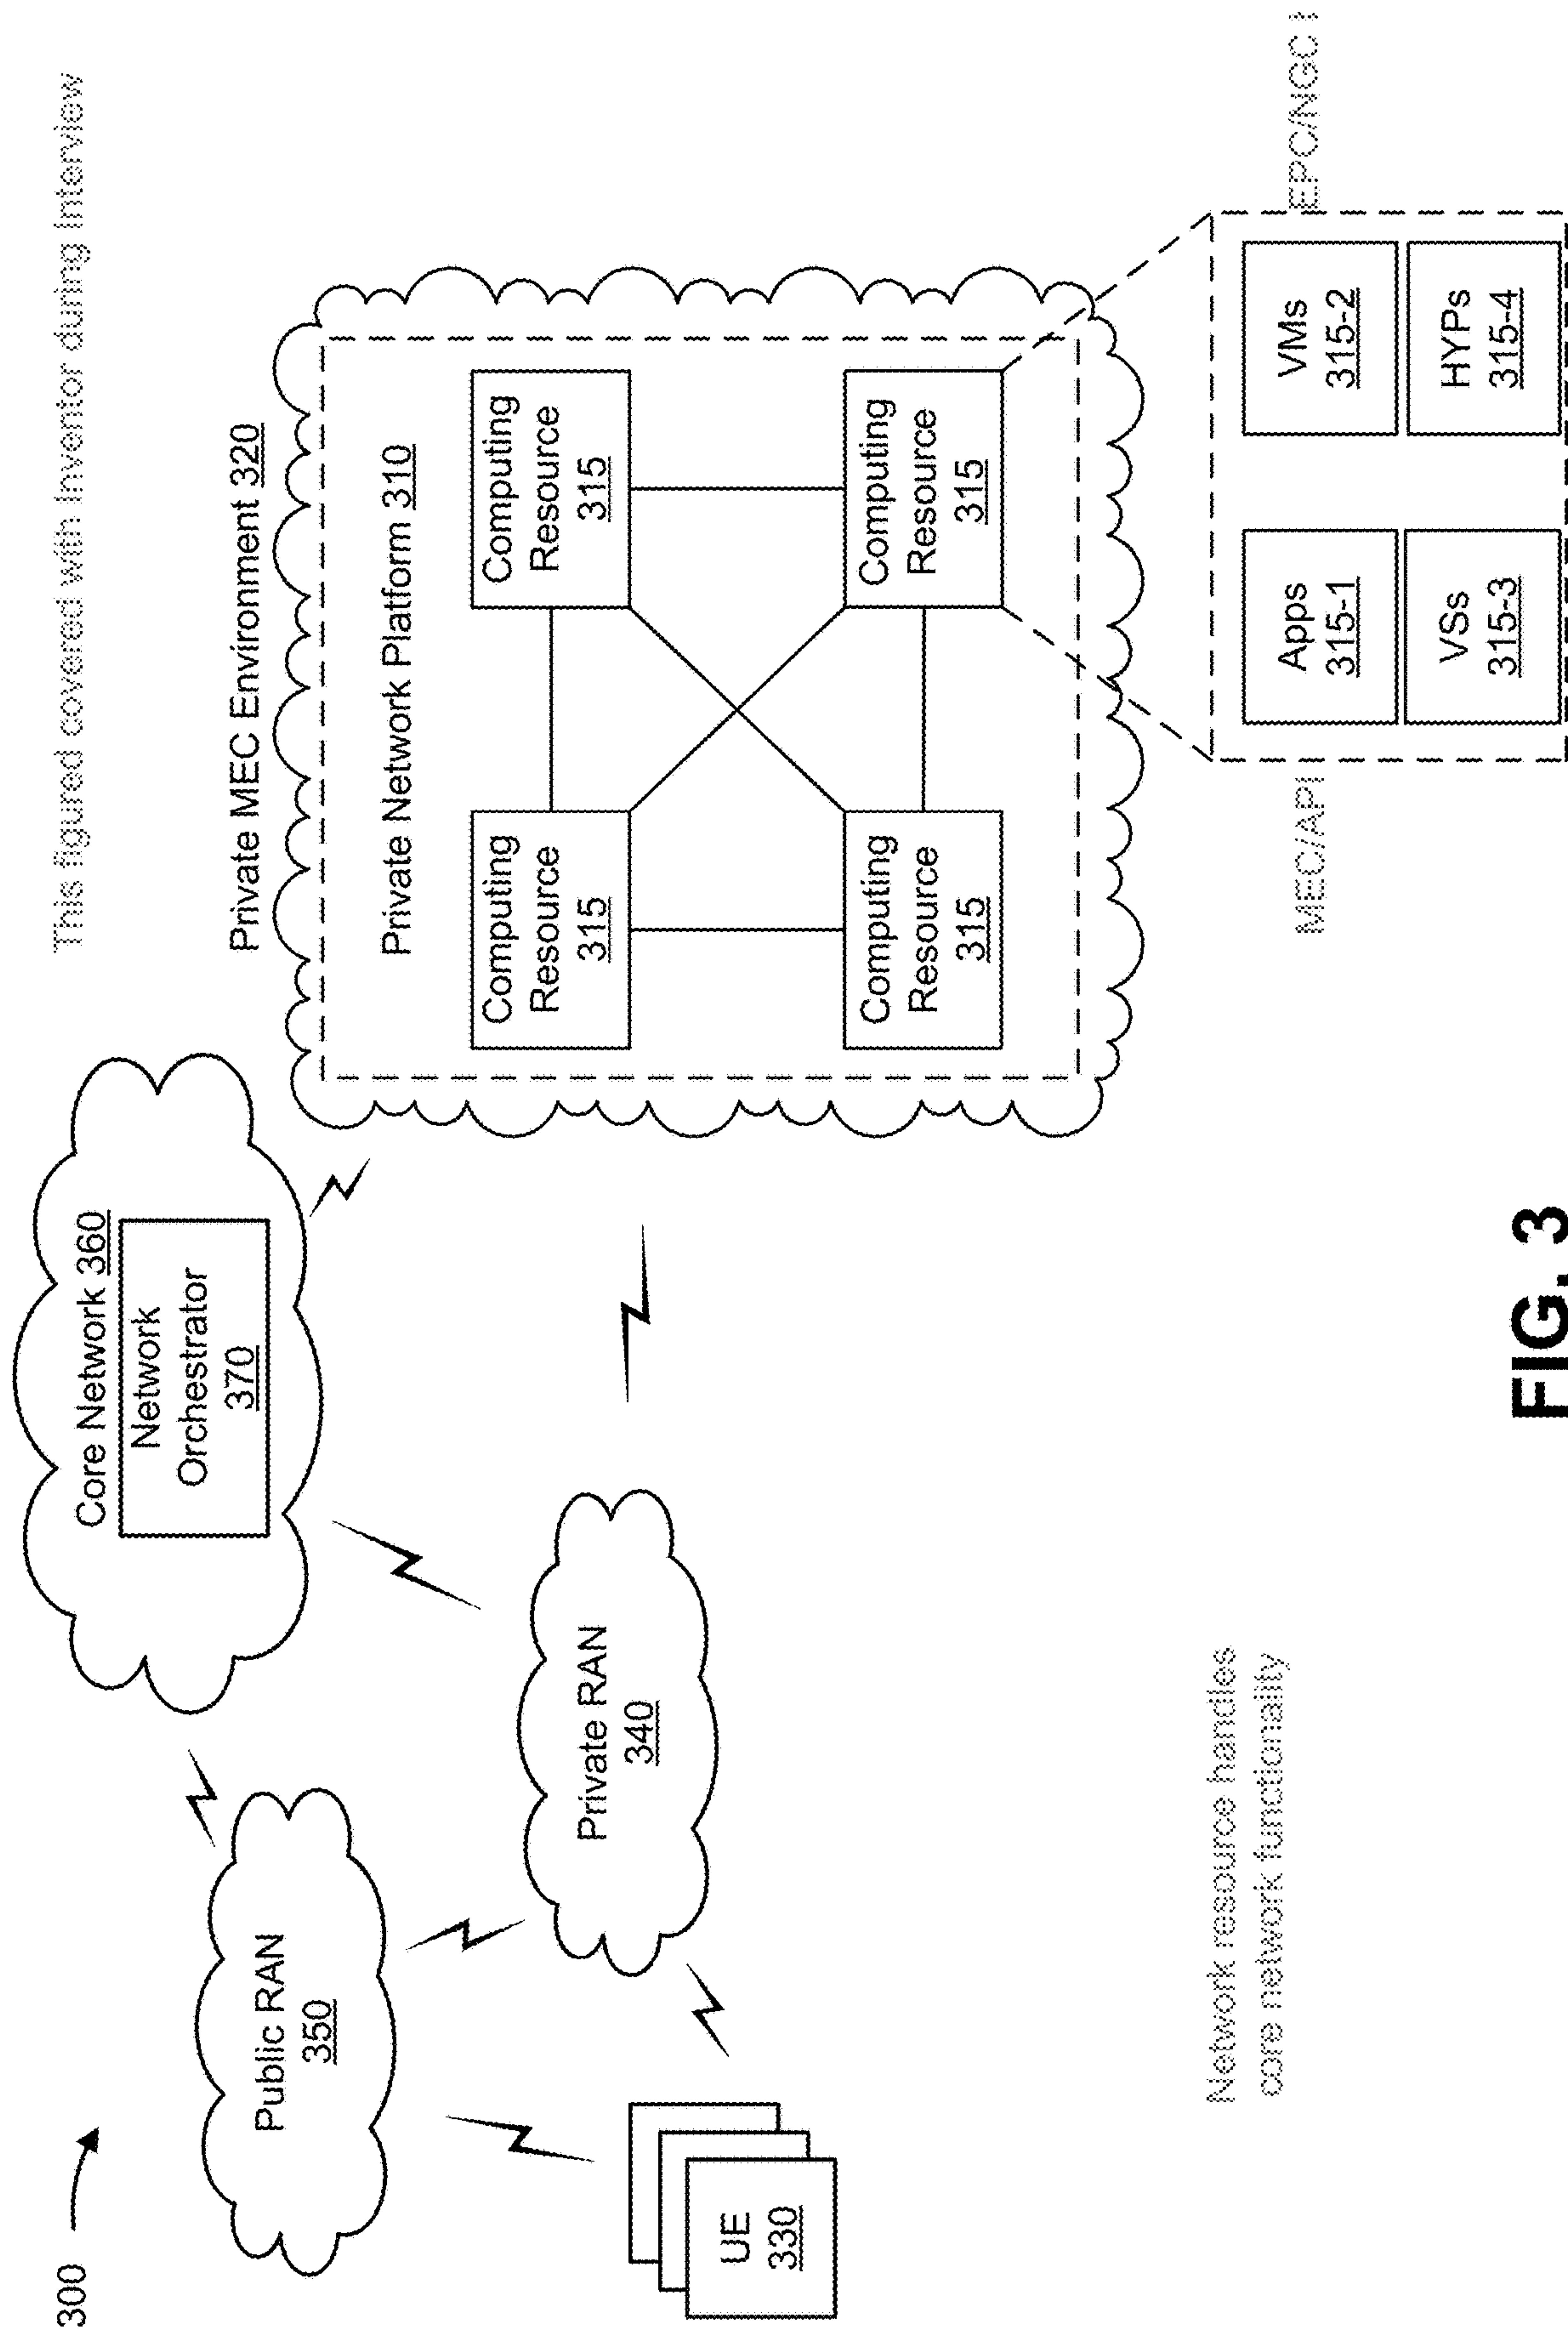 This figured covered with Inventor during Interview
300
Core Network 360
Network
Orchestrator
370
Private MEC Environment 320
Private Network Platform 310
Public RAN
350
Computing
Resource
315
Computing
Resource
315
Private RAN
340
UE
330
Computing
Resource
315
Computing
Resource
315
Network resource handles
core network functionality
MEC/API
EPC/NGC
Apps
315-1
VMs
315-2
VSs
315-3
HYPs
315-4
FIG. 3